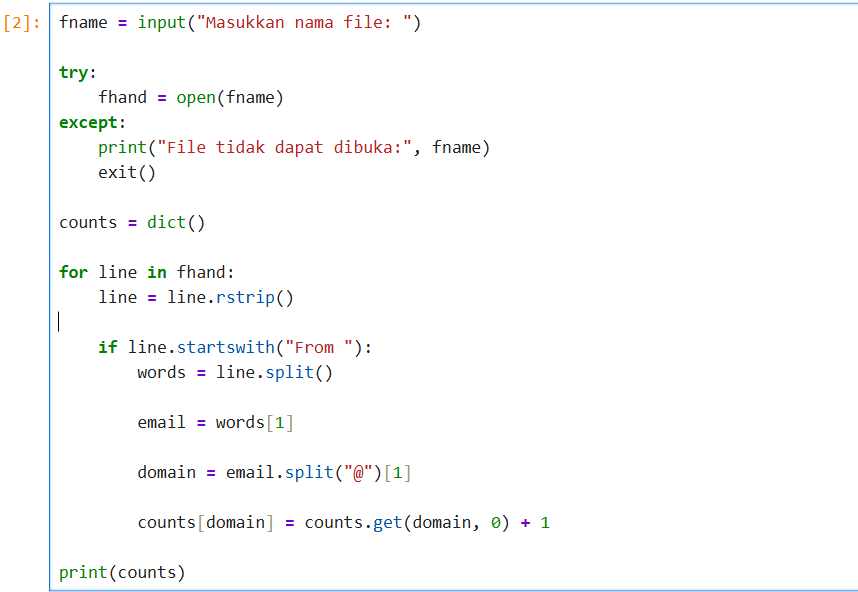 [2]: fname = input("Masukkan nama file: ")
try:
    fhand = open(fname)
except:
    print("File tidak dapat dibuka:", fname)
    exit()
counts = dict()
for line in fhand:
    line = line.rstrip()
    if line.startswith("From "):
        words = line.split()
        email = words[1]
        domain = email.split("@")[1]
        counts[domain] = counts.get(domain, 0) + 1
print(counts)